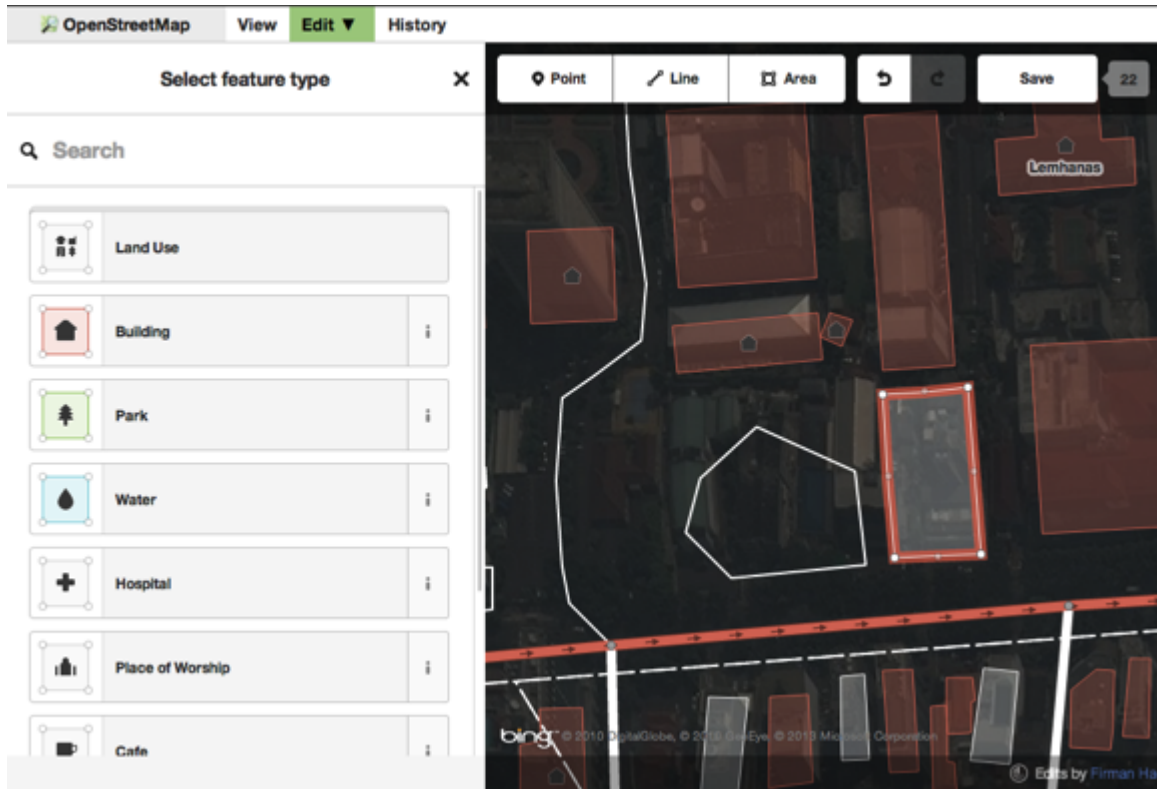 OpenStreetMap View Edit ▼ History
Select feature type
Point Line Area Save 22
Search
Land Use
Building
Park
Water
Hospital
Place of Worship
Cafe
Lemhanas
bing © 2010 DigitalGlobe, © 2010 GeoEye © 2013 Microsoft Corporation
Edits by Firman Ha